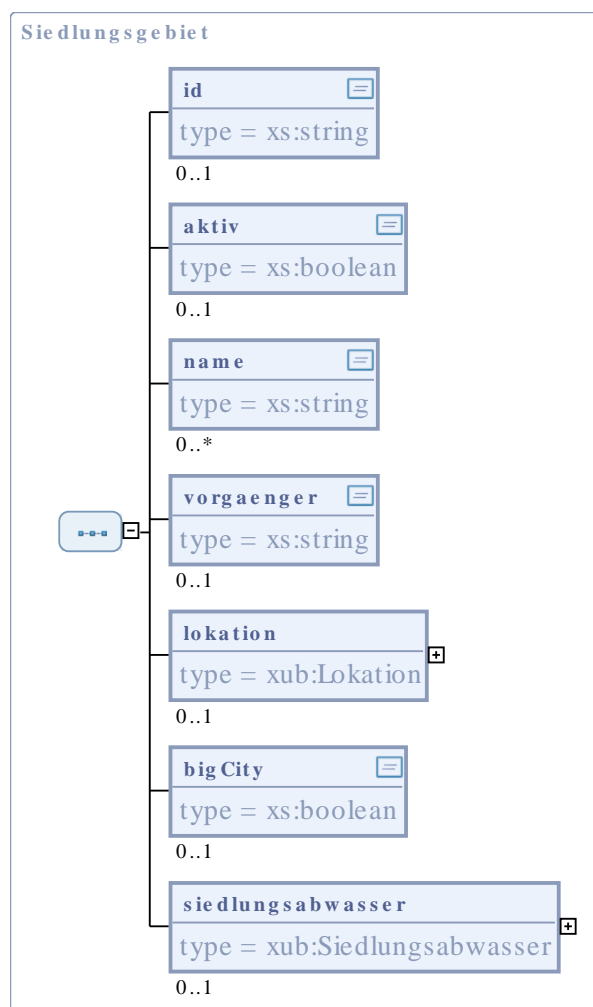 Siedlungsgebiet
id
type = xs:string
0..1
aktiv
type = xs:boolean
0..1
name
type = xs:string
0..*
vorgaenger
type = xs:string
0..1
lokation
type = xub:Lokation
0..1
bigCity
type = xs:boolean
0..1
siedlungsabwasser
type = xub:Siedlungsabwasser
0..1